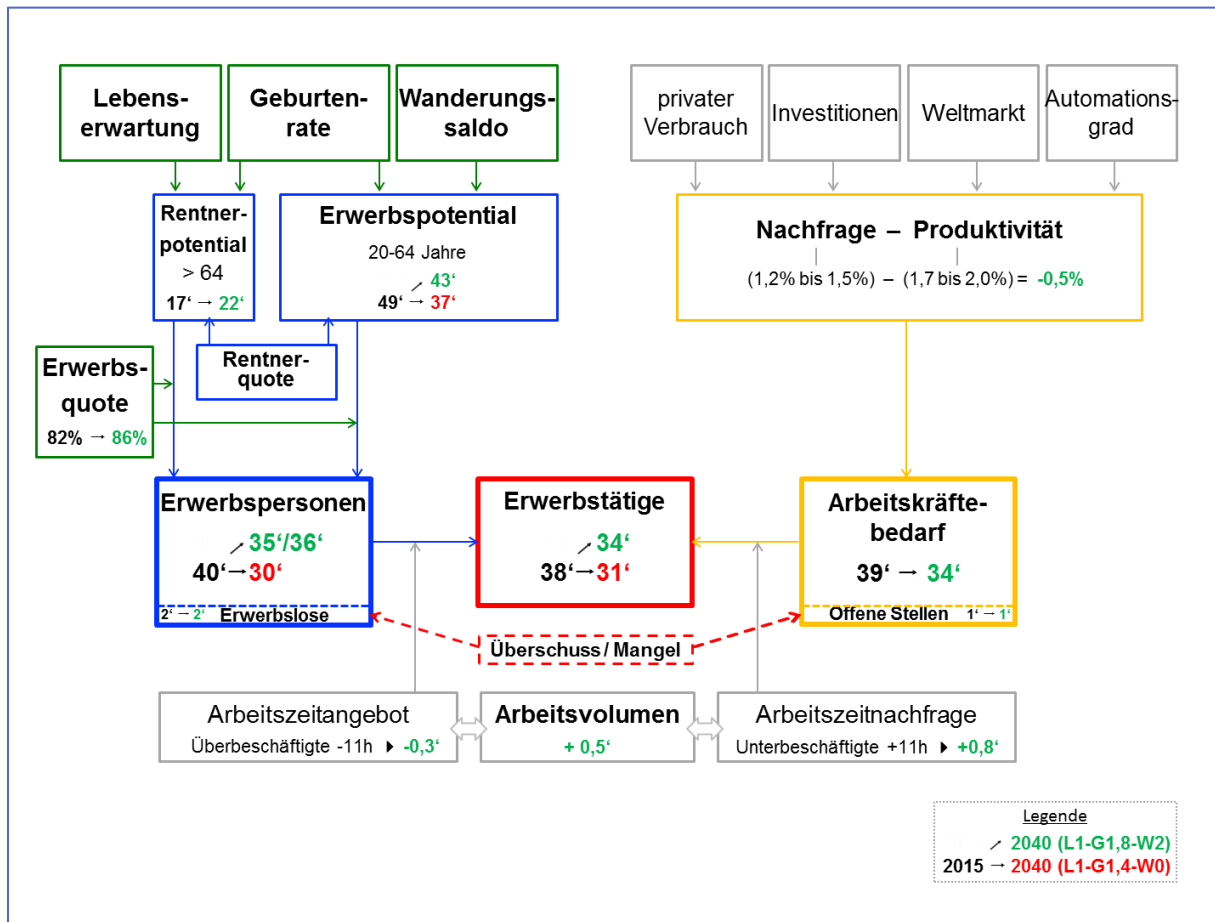 Lebens-
erwartung
Geburten-
rate
Wanderungs-
saldo
privater
Verbrauch
Investitionen
Weltmarkt
Automations-
grad
Rentner-
potential
> 64
17‘ → 22‘
Erwerbspotential
20-64 Jahre
↗ 43‘
49‘ → 37‘
Nachfrage – Produktivität
(1,2% bis 1,5%) – (1,7 bis 2,0%) = -0,5%
Rentner-
quote
Erwerbs-
quote
82% → 86%
Erwerbspersonen
↗ 35‘/36‘
40‘ → 30‘
2‘ → 2‘ Erwerbslose
Erwerbstätige
↗ 34‘
38‘ → 31‘
Arbeitskräfte-
bedarf
39‘ → 34‘
Offene Stellen 1‘ → 1‘
Überschuss / Mangel
Arbeitszeitangebot
Überbeschäftigte -11h ▶ -0,3‘
Arbeitsvolumen
+ 0,5‘
Arbeitszeitnachfrage
Unterbeschäftigte +11h ▶ +0,8‘
Legende
↗ 2040 (L1-G1,8-W2)
2015 → 2040 (L1-G1,4-W0)